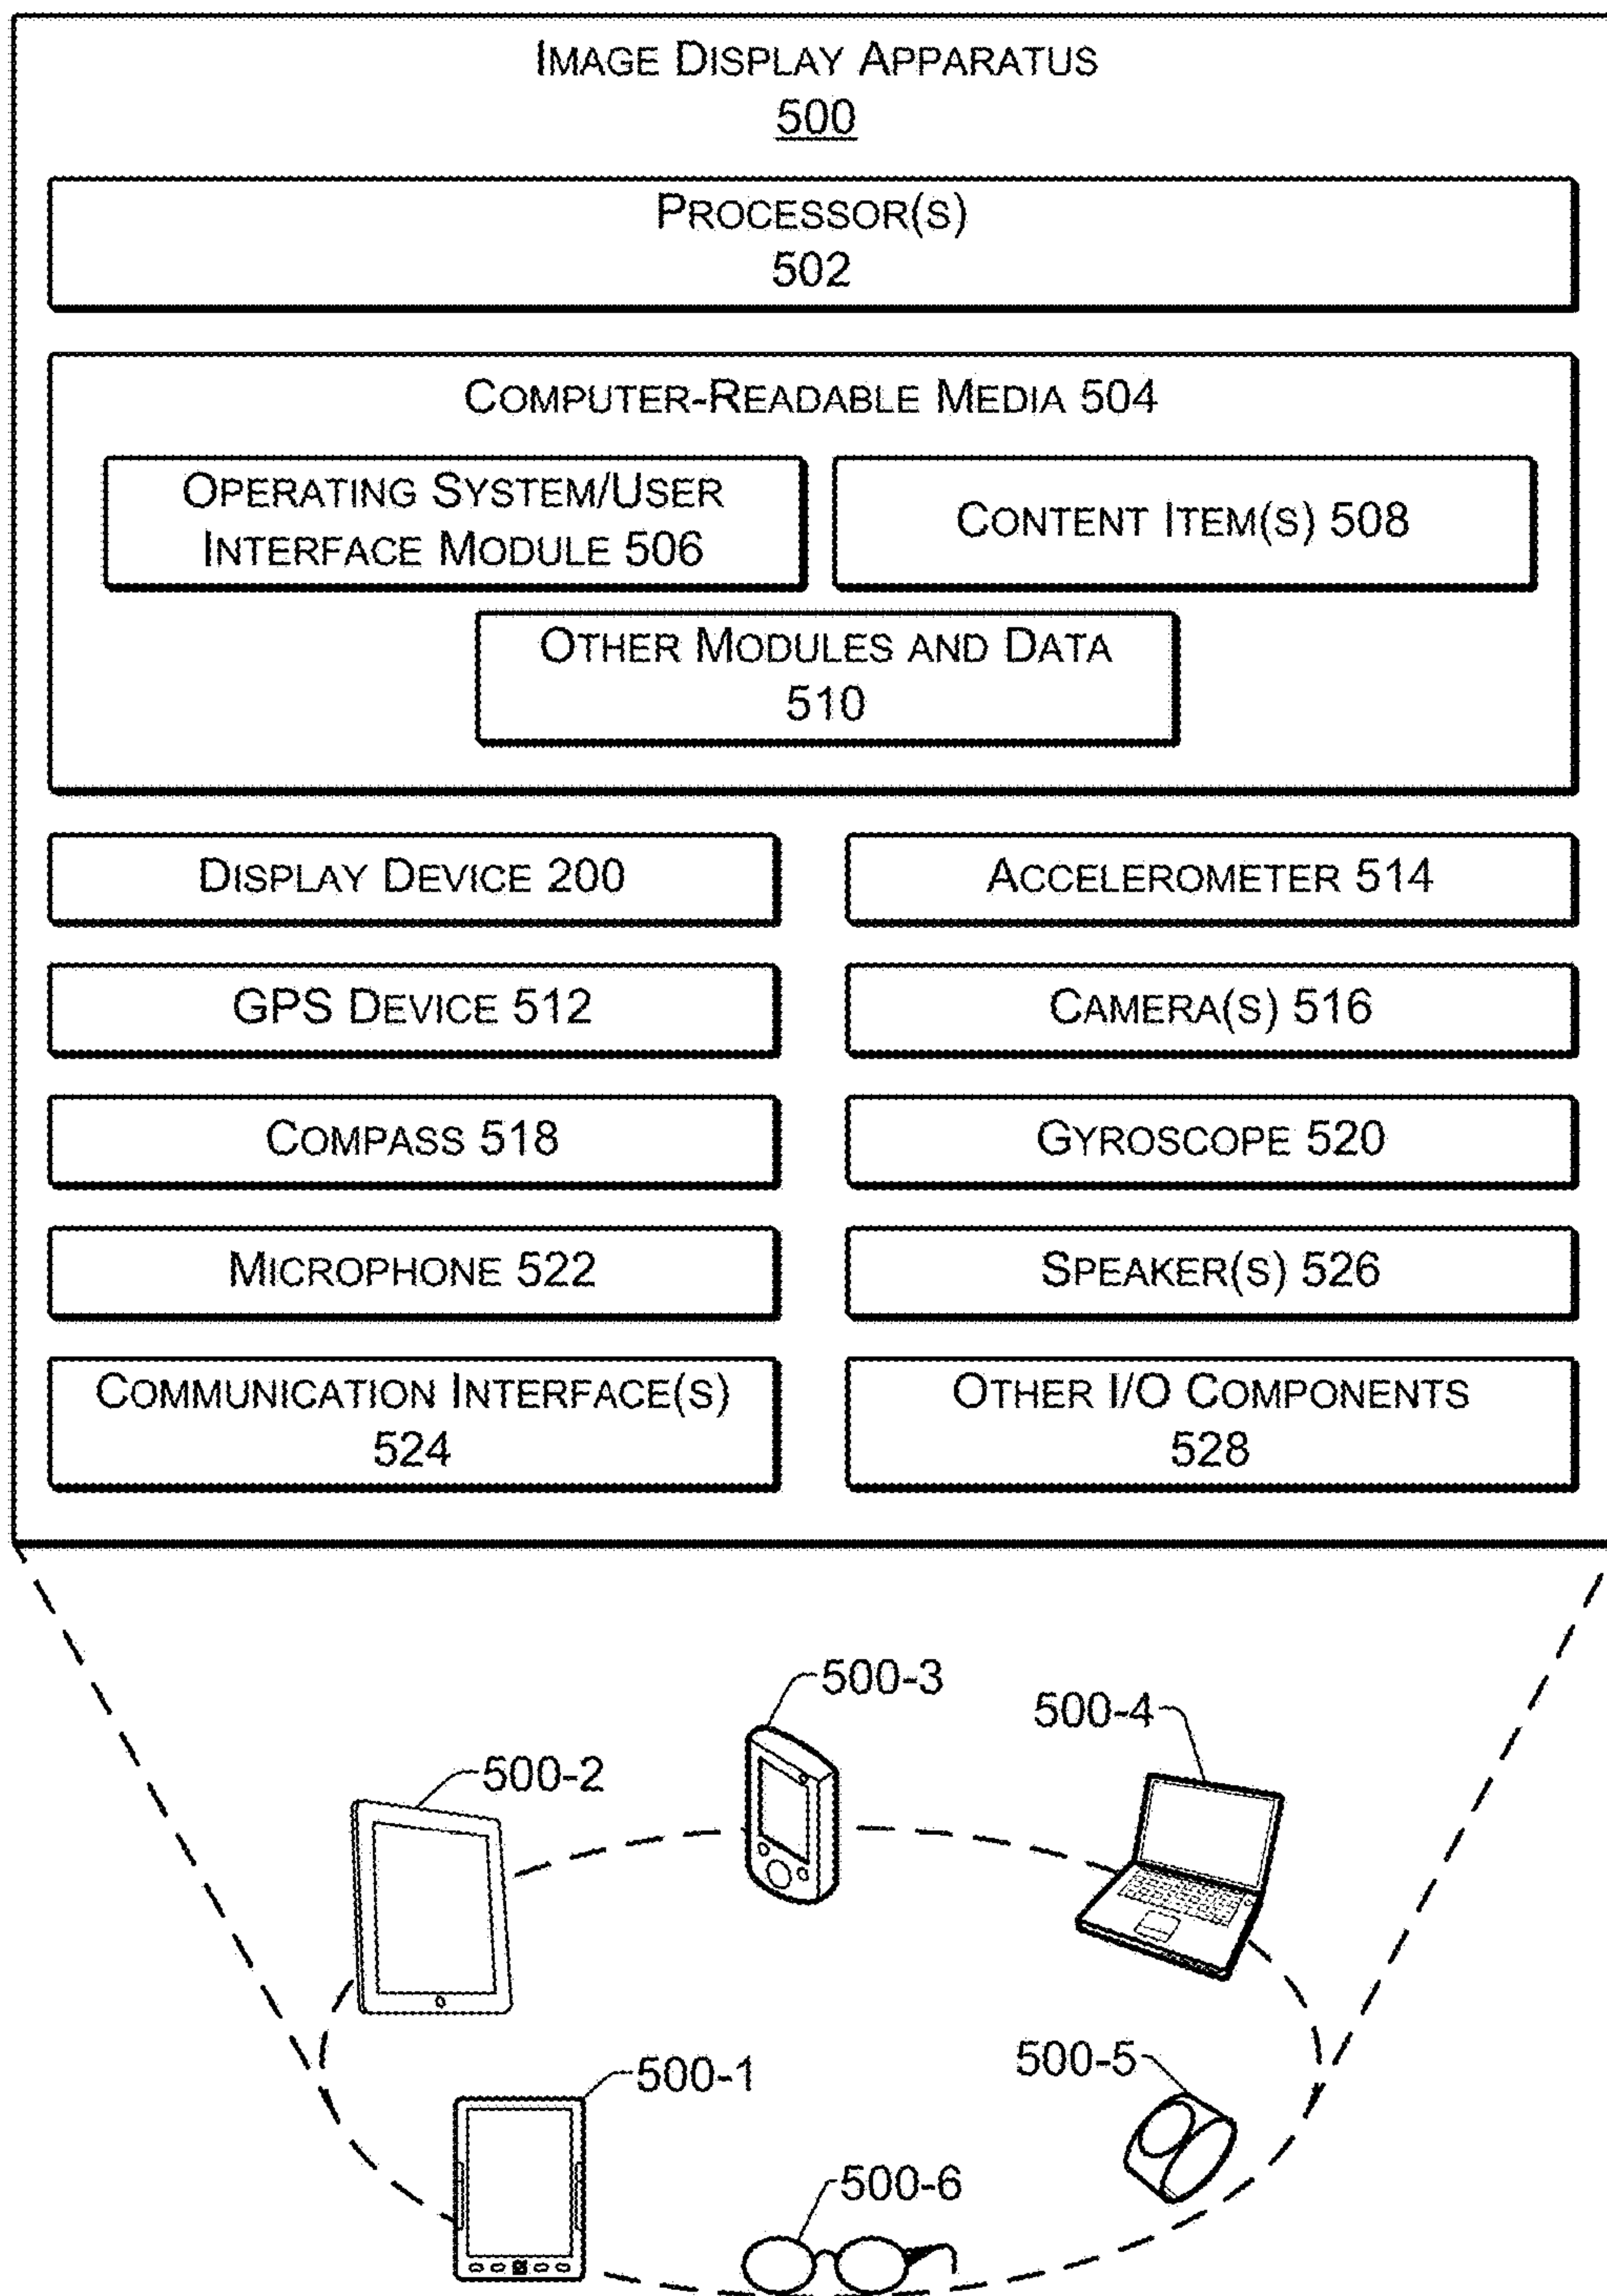 IMAGE DISPLAY APPARATUS
500
PROCESSOR(S)
502
COMPUTER-READABLE MEDIA 504
OPERATING SYSTEM/USER
INTERFACE MODULE 506
CONTENT ITEM(S) 508
OTHER MODULES AND DATA
510
DISPLAY DEVICE 200
ACCELEROMETER 514
GPS DEVICE 512
CAMERA(S) 516
COMPASS 518
GYROSCOPE 520
MICROPHONE 522
SPEAKER(S) 526
COMMUNICATION INTERFACE(S)
524
OTHER I/O COMPONENTS
528
500-3
500-4
500-2
500-5
500-1
500-6